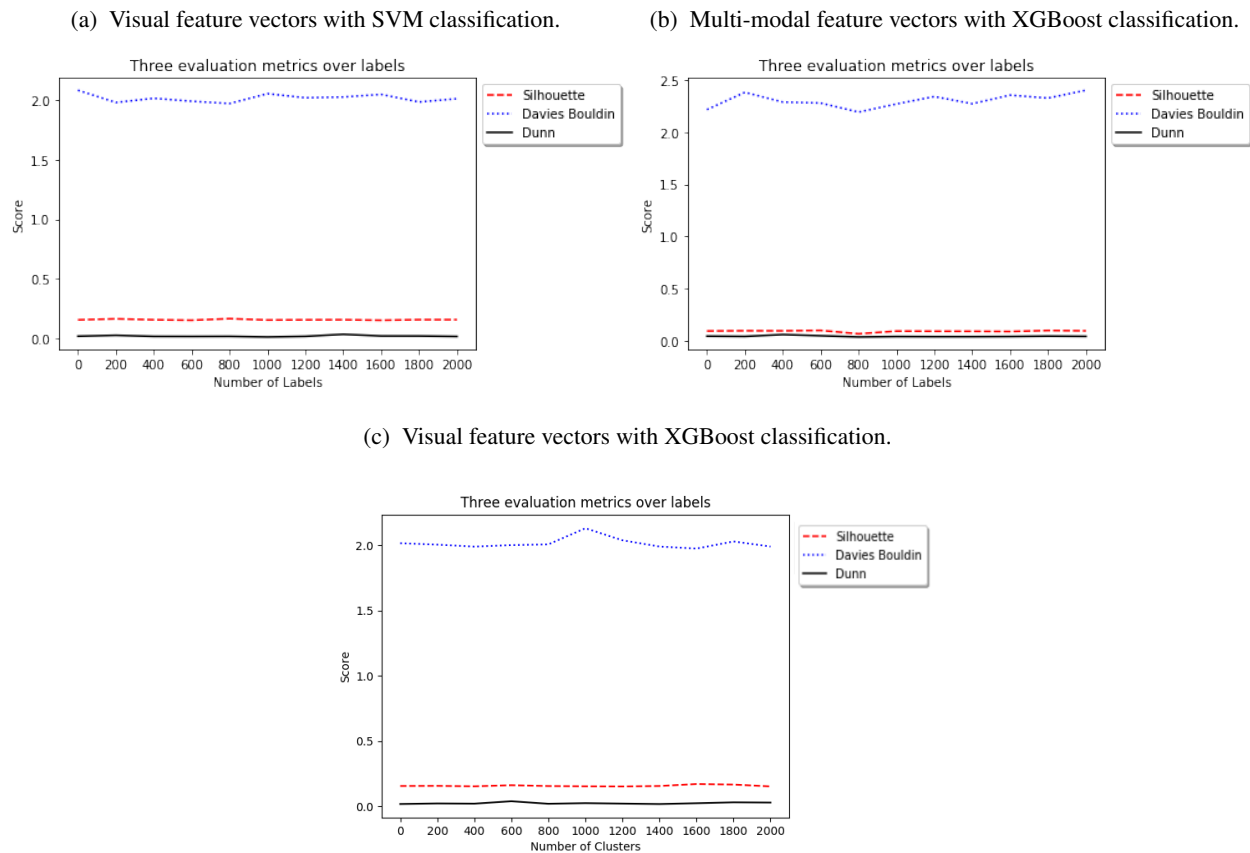 (a) Visual feature vectors with SVM classification.
Three evaluation metrics over labels
2.0
1.5
1.0
0.5
0.0
Score
0 200 400 600 800 1000 1200 1400 1600 1800 2000
Number of Labels
Silhouette
Davies Bouldin
Dunn
(b) Multi-modal feature vectors with XGBoost classification.
Three evaluation metrics over labels
2.5
2.0
1.5
1.0
0.5
0.0
Score
0 200 400 600 800 1000 1200 1400 1600 1800 2000
Number of Labels
Silhouette
Davies Bouldin
Dunn
(c) Visual feature vectors with XGBoost classification.
Three evaluation metrics over labels
2.0
1.5
1.0
0.5
0.0
Score
0 200 400 600 800 1000 1200 1400 1600 1800 2000
Number of Clusters
Silhouette
Davies Bouldin
Dunn